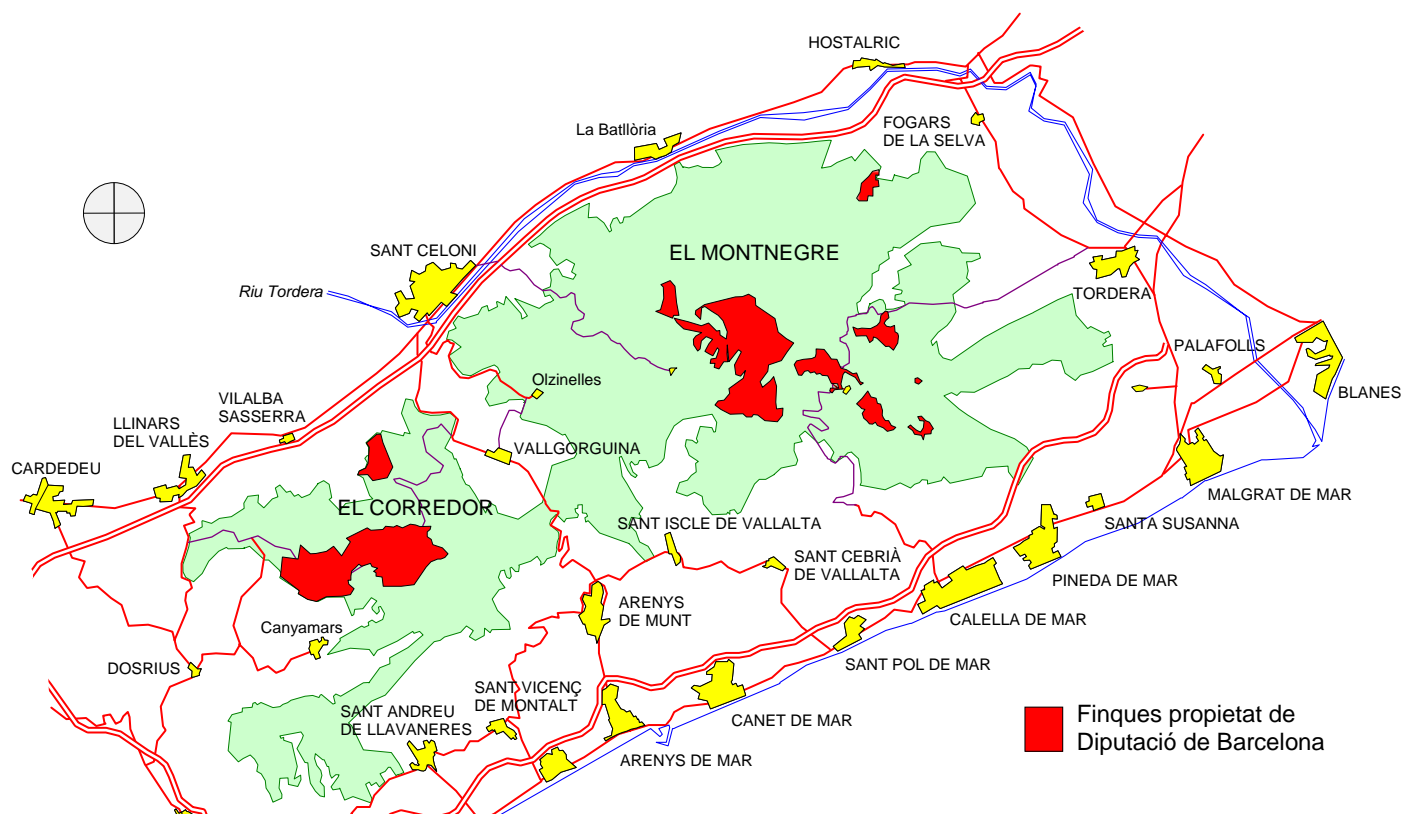 HOSTALRIC
La Batllòria
FOGARS
DE LA SELVA
SANT CELONI
EL MONTNEGRE
Riu Tordera
TORDERA
PALAFOLLS
BLANES
Olzinelles
VILALBA
SASSERRA
LLINARS
DEL VALLÈS
CARDEDEU
VALLGORGUINA
EL CORREDOR
MALGRAT DE MAR
SANTA SUSANNA
SANT ISCLE DE VALLALTA
SANT CEBRIÀ
DE VALLALTA
PINEDA DE MAR
ARENYS
DE MUNT
CALELLA DE MAR
Canyamars
DOSRIUS
SANT POL DE MAR
SANT VICENÇ
DE MONTALT
SANT ANDREU
DE LLAVANERES
CANET DE MAR
ARENYS DE MAR
Finques propietat de
Diputació de Barcelona